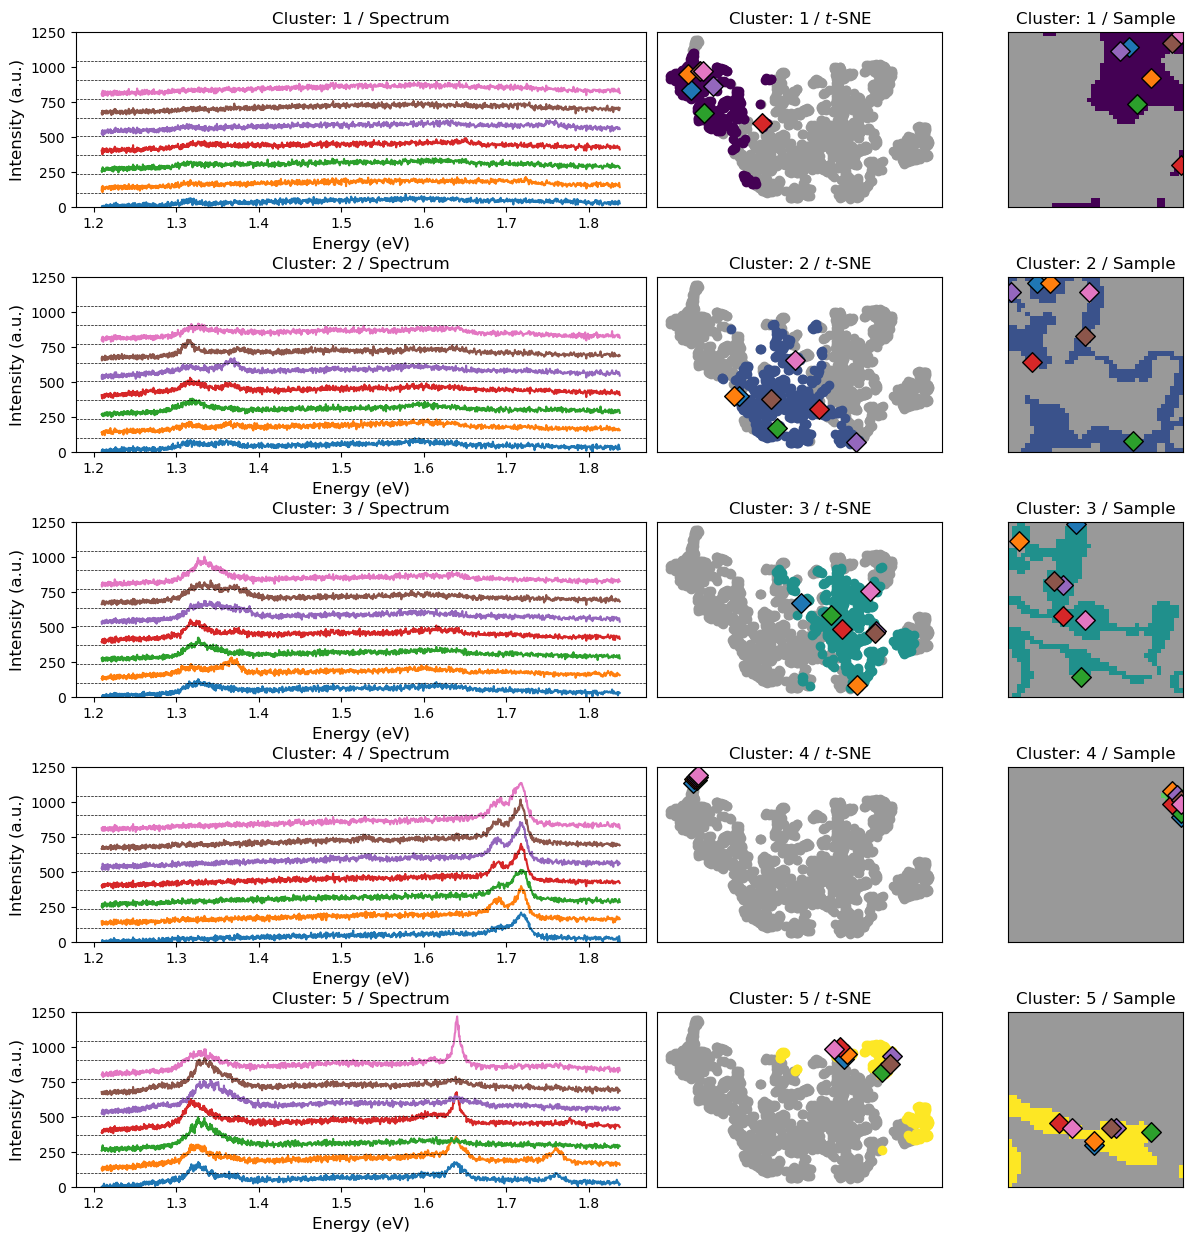 Cluster: 1 / Spectrum
Cluster: 1 / t-SNE
Cluster: 1 / Sample
Intensity (a.u.)
1250
1000
750
500
250
0
1.2 1.3 1.4 1.5 1.6 1.7 1.8
Energy (eV)
Cluster: 2 / Spectrum
Cluster: 2 / t-SNE
Cluster: 2 / Sample
Intensity (a.u.)
1250
1000
750
500
250
0
1.2 1.3 1.4 1.5 1.6 1.7 1.8
Energy (eV)
Cluster: 3 / Spectrum
Cluster: 3 / t-SNE
Cluster: 3 / Sample
Intensity (a.u.)
1250
1000
750
500
250
0
1.2 1.3 1.4 1.5 1.6 1.7 1.8
Energy (eV)
Cluster: 4 / Spectrum
Cluster: 4 / t-SNE
Cluster: 4 / Sample
Intensity (a.u.)
1250
1000
750
500
250
0
1.2 1.3 1.4 1.5 1.6 1.7 1.8
Energy (eV)
Cluster: 5 / Spectrum
Cluster: 5 / t-SNE
Cluster: 5 / Sample
Intensity (a.u.)
1250
1000
750
500
250
0
1.2 1.3 1.4 1.5 1.6 1.7 1.8
Energy (eV)